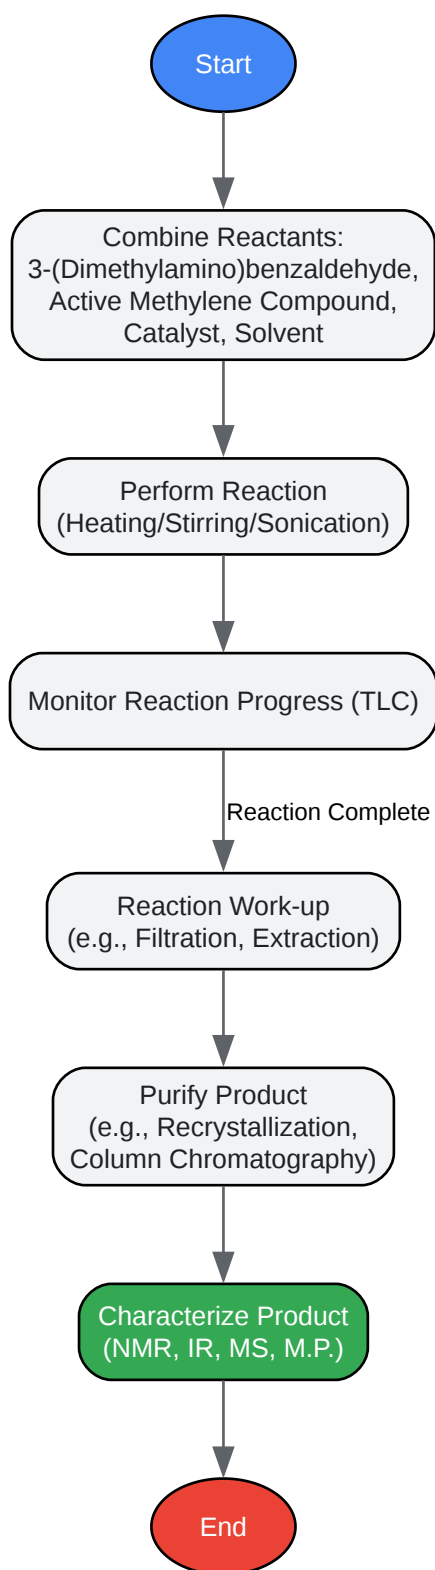 Start
Combine Reactants:
3-(Dimethylamino)benzaldehyde,
Active Methylene Compound,
Catalyst, Solvent
Perform Reaction
(Heating/Stirring/Sonication)
Monitor Reaction Progress (TLC)
Reaction Complete
Reaction Work-up
(e.g., Filtration, Extraction)
Purify Product
(e.g., Recrystallization,
Column Chromatography)
Characterize Product
(NMR, IR, MS, M.P.)
End